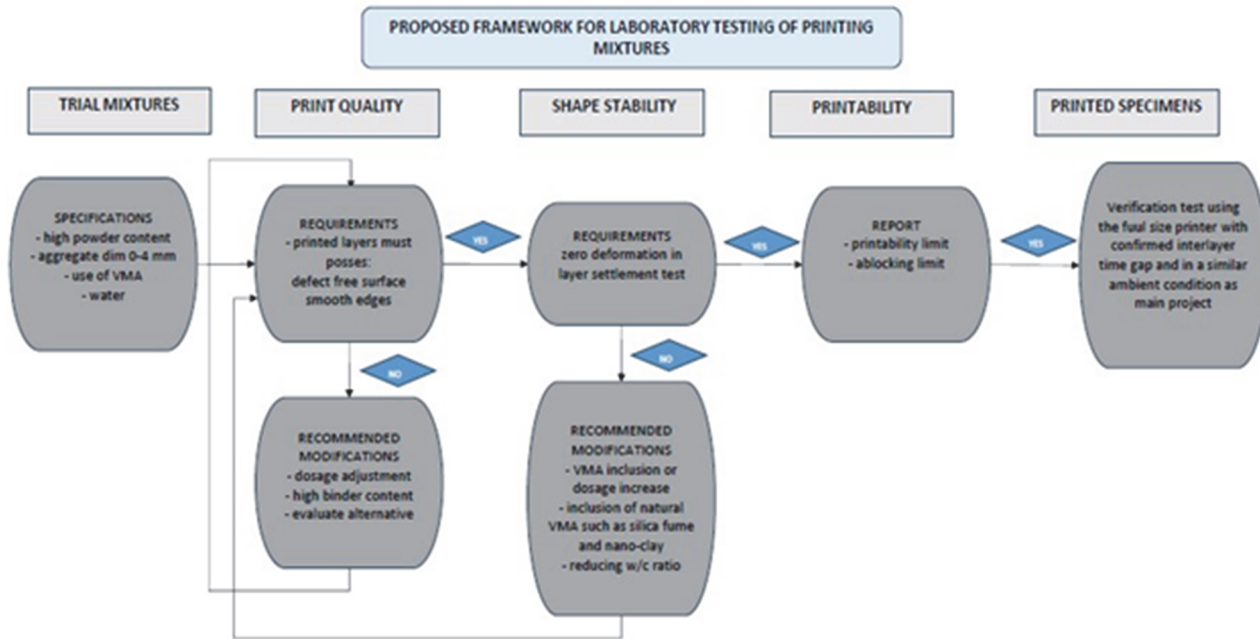 PROPOSED FRAMEWORK FOR LABORATORY TESTING OF PRINTING
MIXTURES
TRIAL MIXTURES
PRINT QUALITY
SHAPE STABILITY
PRINTABILITY
PRINTED SPECIMENS
SPECIFICATIONS
- high powder content
- aggregate dim 0-4 mm
- use of VMA
- water
REQUIREMENTS
- printed layers must
posses:
defect free surface
smooth edges
YES
REQUIREMENTS
zero deformation in
layer settlement test
YES
REPORT
- printability limit
- ablocking limit
YES
Verification test using
the fuul size printer with
confirmed interlayer
time gap and in a similar
ambient condition as
main project
NO
NO
RECOMMENDED
MODIFICATIONS
- dosage adjustment
- high binder content
- evaluate alternative
RECOMMENDED
MODIFICATIONS
- VMA inclusion or
dosage increase
- inclusion of natural
VMA such as silica fume
and nano-clay
- reducing w/c ratio